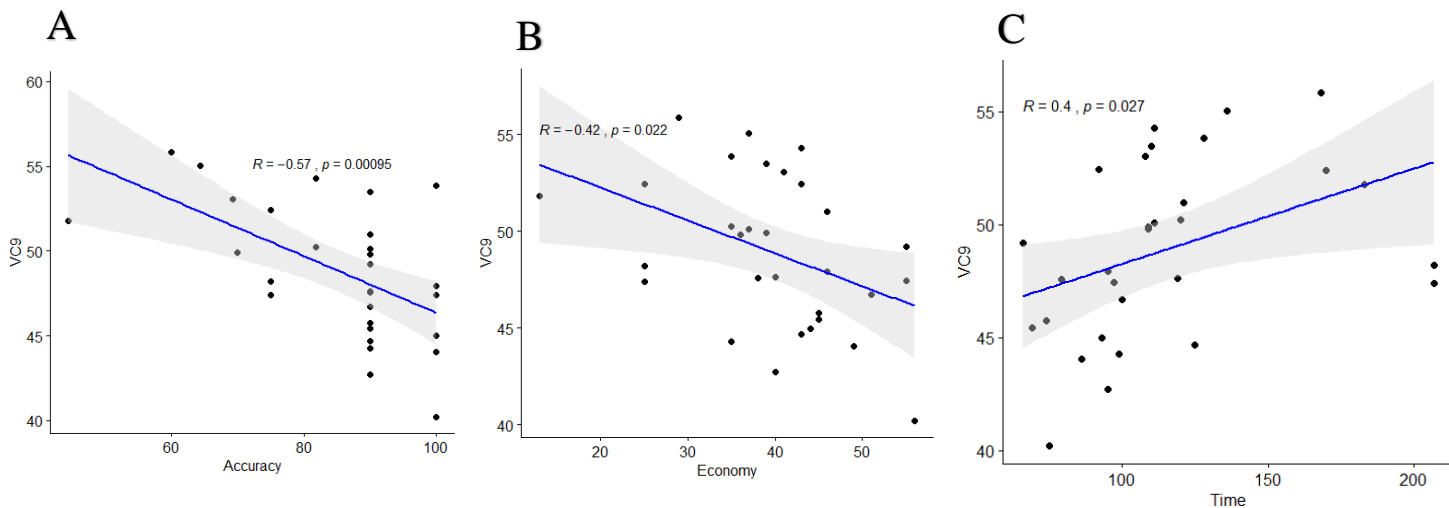 A
B
C
R = −0.57 , p = 0.00095
VC9
60
55
50
45
40
60
80
100
Accuracy
R = −0.42 , p = 0.022
VC9
55
50
45
40
20
30
40
50
Economy
R = 0.4 , p = 0.027
VC9
55
50
45
40
100
150
200
Time